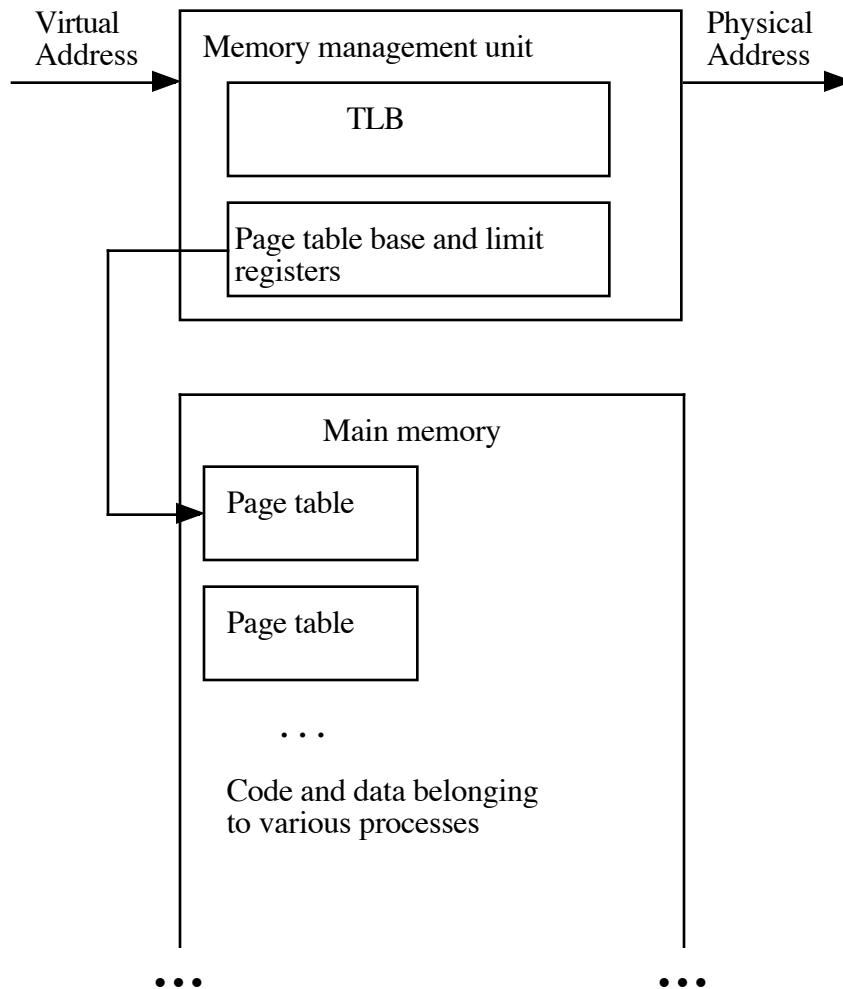 Virtual
Address
Memory management unit
Physical
Address
TLB
Page table base and limit
registers
Main memory
Page table
Page table
...
Code and data belonging
to various processes
... ...